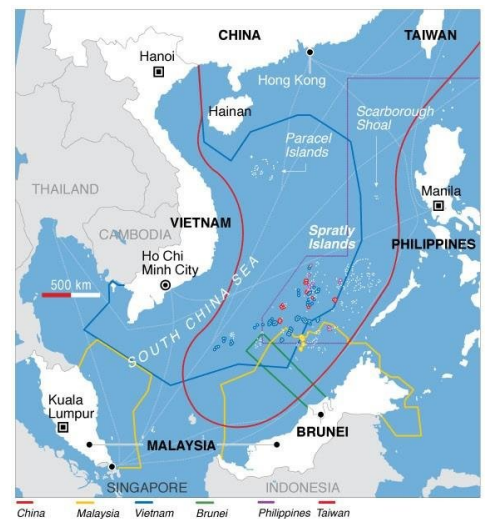 CHINA
TAIWAN
Hanoi
Hong Kong
Hainan
Scarborough
Shoal
Paracel
Islands
THAILAND
Manila
VIETNAM
CAMBODIA
Spratly
Islands
PHILIPPINES
Ho Chi
Minh City
500 km
SOUTH CHINA SEA
Kuala
Lumpur
MALAYSIA
BRUNEI
SINGAPORE
INDONESIA
China Malaysia Vietnam Brunei Philippines Taiwan